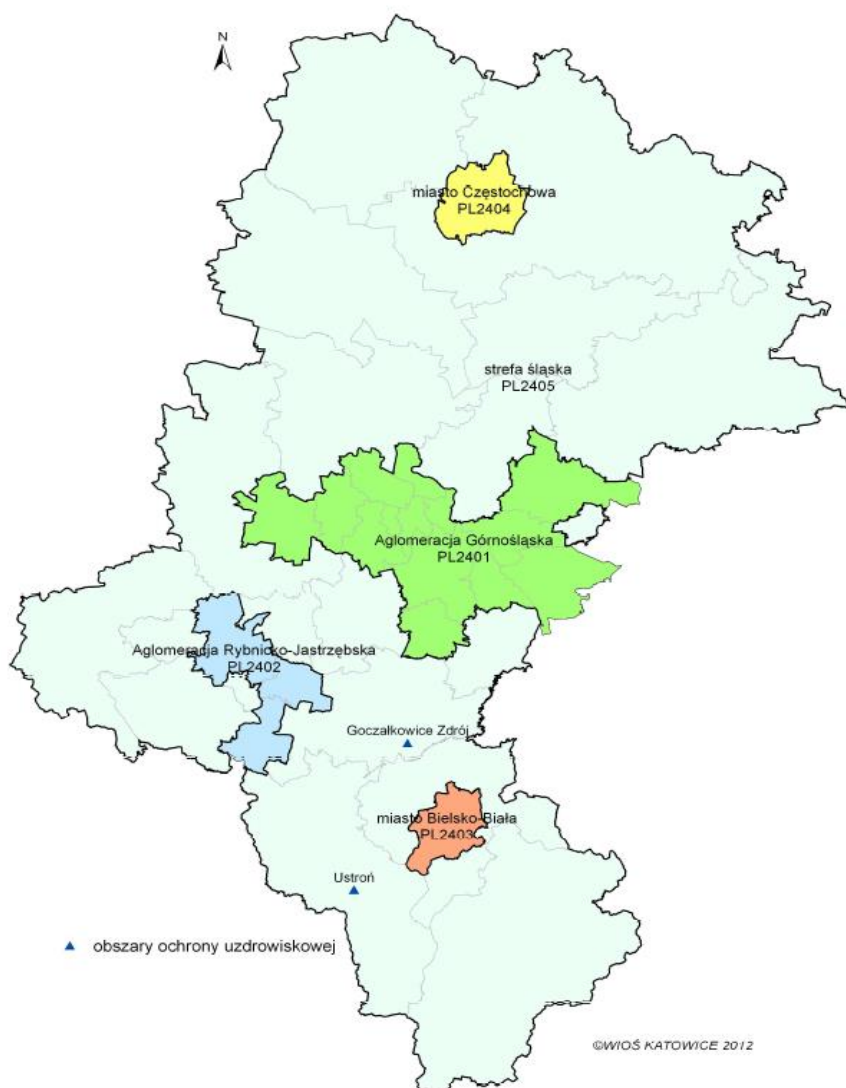 N
miasto Częstochowa
PL2404
strefa śląska
PL2405
Aglomeracja Górnośląska
PL2401
Aglomeracja Rybnicko-Jastrzębska
PL2402
Goczałkowice Zdrój
miasto Bielsko-Biała
PL2403
Ustroń
obszary ochrony uzdrowiskowej
©WIOŚ KATOWICE 2012